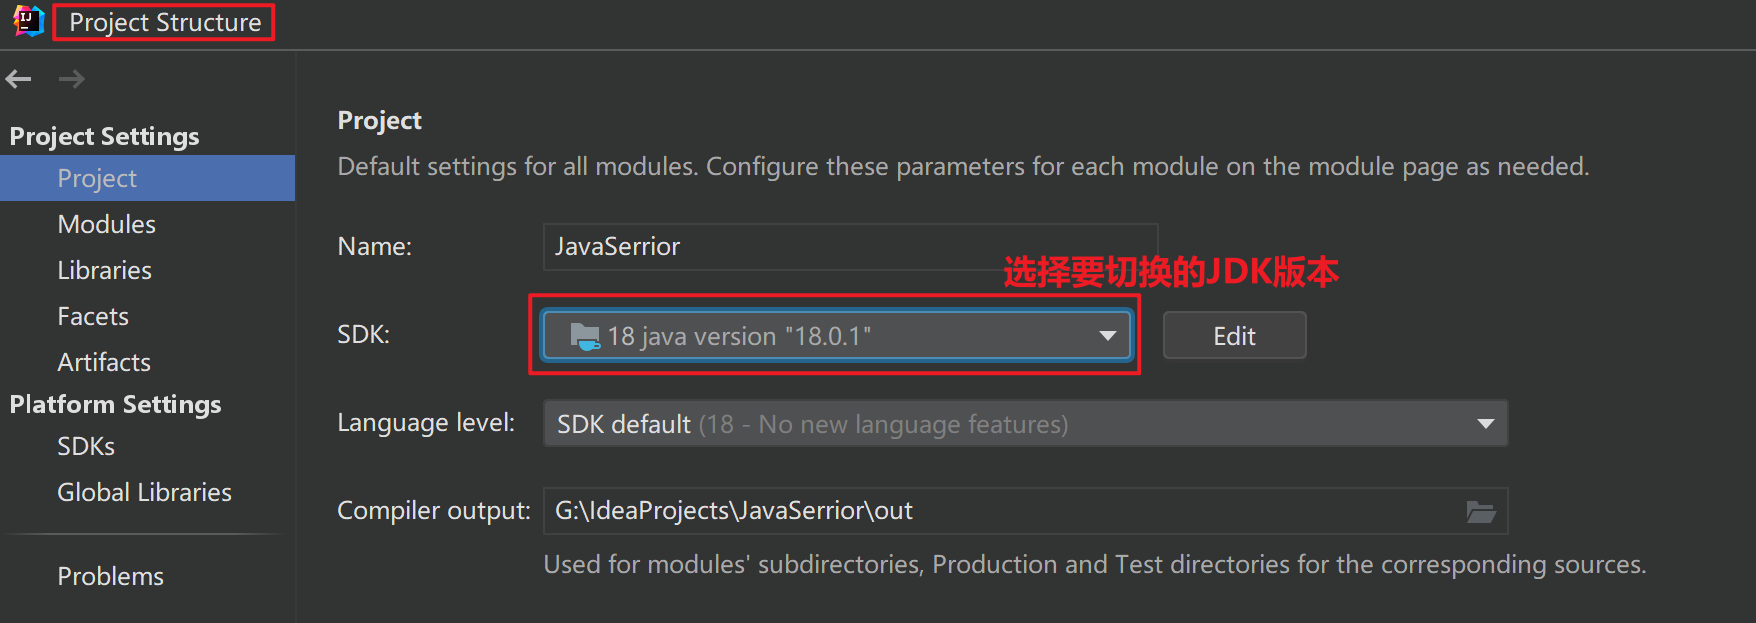 IJ
Project Structure
Project Settings
Project
Modules
Libraries
Facets
Artifacts
Platform Settings
SDKs
Global Libraries
Problems
Project
Default settings for all modules. Configure these parameters for each module on the module page as needed.
Name: JavaSerrior
选择要切换的JDK版本
SDK: 18 java version "18.0.1" Edit
Language level: SDK default (18 - No new language features)
Compiler output: G:\IdeaProjects\JavaSerrior\out
Used for modules' subdirectories, Production and Test directories for the corresponding sources.